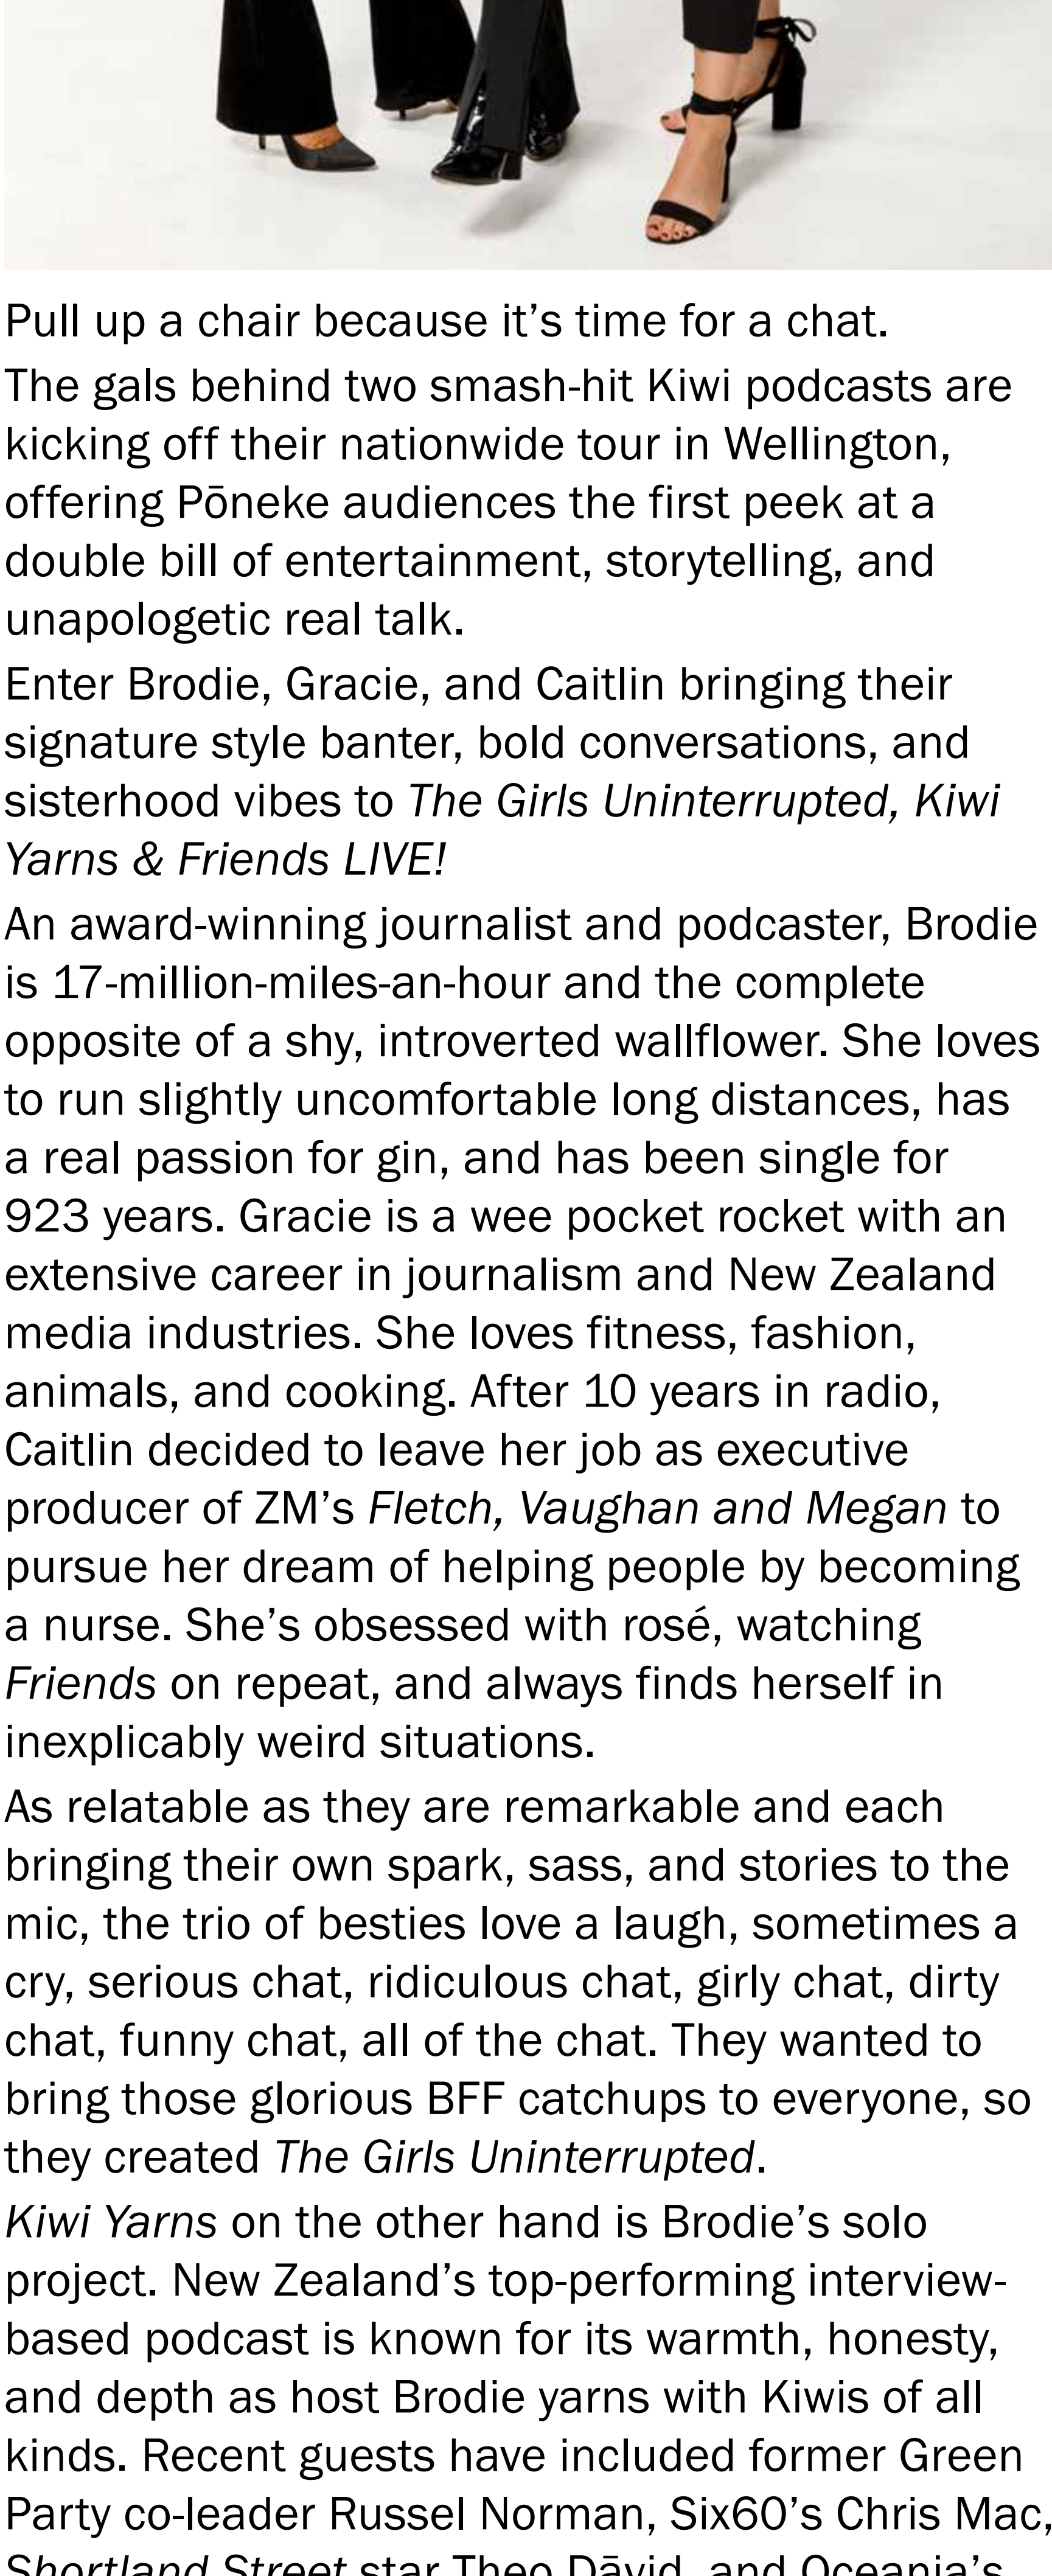 Pull up a chair because it’s time for a chat.
The gals behind two smash-hit Kiwi podcasts are
kicking off their nationwide tour in Wellington,
offering Pōneke audiences the first peek at a
double bill of entertainment, storytelling, and
unapologetic real talk.
Enter Brodie, Gracie, and Caitlin bringing their
signature style banter, bold conversations, and
sisterhood vibes to The Girls Uninterrupted, Kiwi
Yarns & Friends LIVE!
An award-winning journalist and podcaster, Brodie
is 17-million-miles-an-hour and the complete
opposite of a shy, introverted wallflower. She loves
to run slightly uncomfortable long distances, has
a real passion for gin, and has been single for
923 years. Gracie is a wee pocket rocket with an
extensive career in journalism and New Zealand
media industries. She loves fitness, fashion,
animals, and cooking. After 10 years in radio,
Caitlin decided to leave her job as executive
producer of ZM’s Fletch, Vaughan and Megan to
pursue her dream of helping people by becoming
a nurse. She’s obsessed with rosé, watching
Friends on repeat, and always finds herself in
inexplicably weird situations.
As relatable as they are remarkable and each
bringing their own spark, sass, and stories to the
mic, the trio of besties love a laugh, sometimes a
cry, serious chat, ridiculous chat, girly chat, dirty
chat, funny chat, all of the chat. They wanted to
bring those glorious BFF catchups to everyone, so
they created The Girls Uninterrupted.
Kiwi Yarns on the other hand is Brodie’s solo
project. New Zealand’s top-performing interview-
based podcast is known for its warmth, honesty,
and depth as host Brodie yarns with Kiwis of all
kinds. Recent guests have included former Green
Party co-leader Russel Norman, Six60’s Chris Mac,
Shortland Street star Theo Dāvid, and Oceania’s